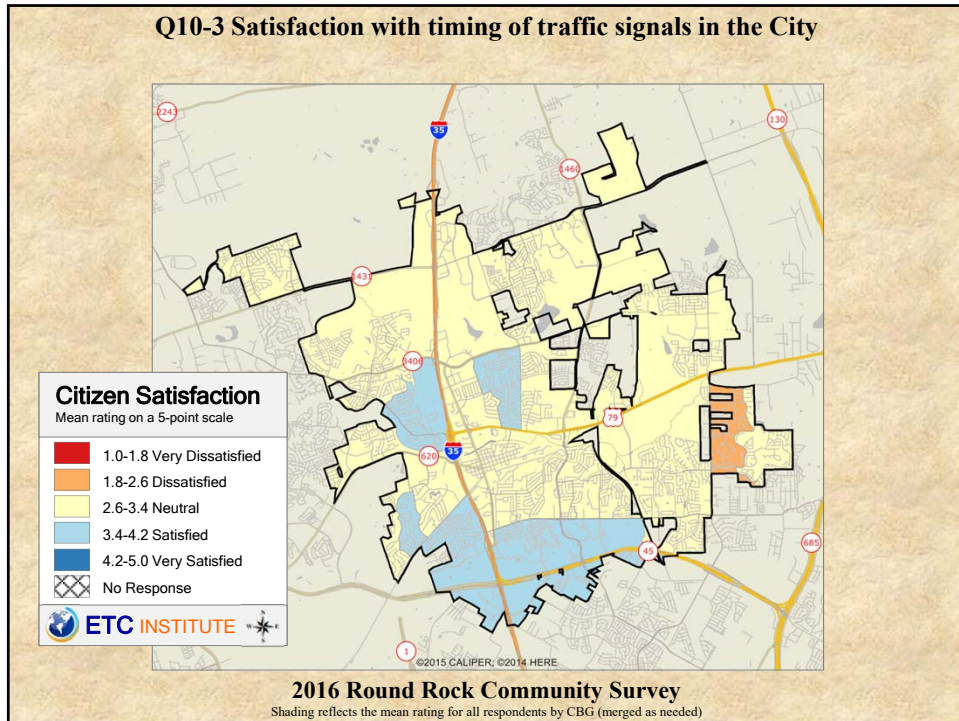 Q10-3 Satisfaction with timing of traffic signals in the City
2243
35
130
1460
1431
3406
79
620
35
45
685
1
Citizen Satisfaction
Mean rating on a 5-point scale
1.0-1.8 Very Dissatisfied
1.8-2.6 Dissatisfied
2.6-3.4 Neutral
3.4-4.2 Satisfied
4.2-5.0 Very Satisfied
No Response
ETC INSTITUTE
N
W E
S
©2015 CALIPER; ©2014 HERE
2016 Round Rock Community Survey
Shading reflects the mean rating for all respondents by CBG (merged as needed)